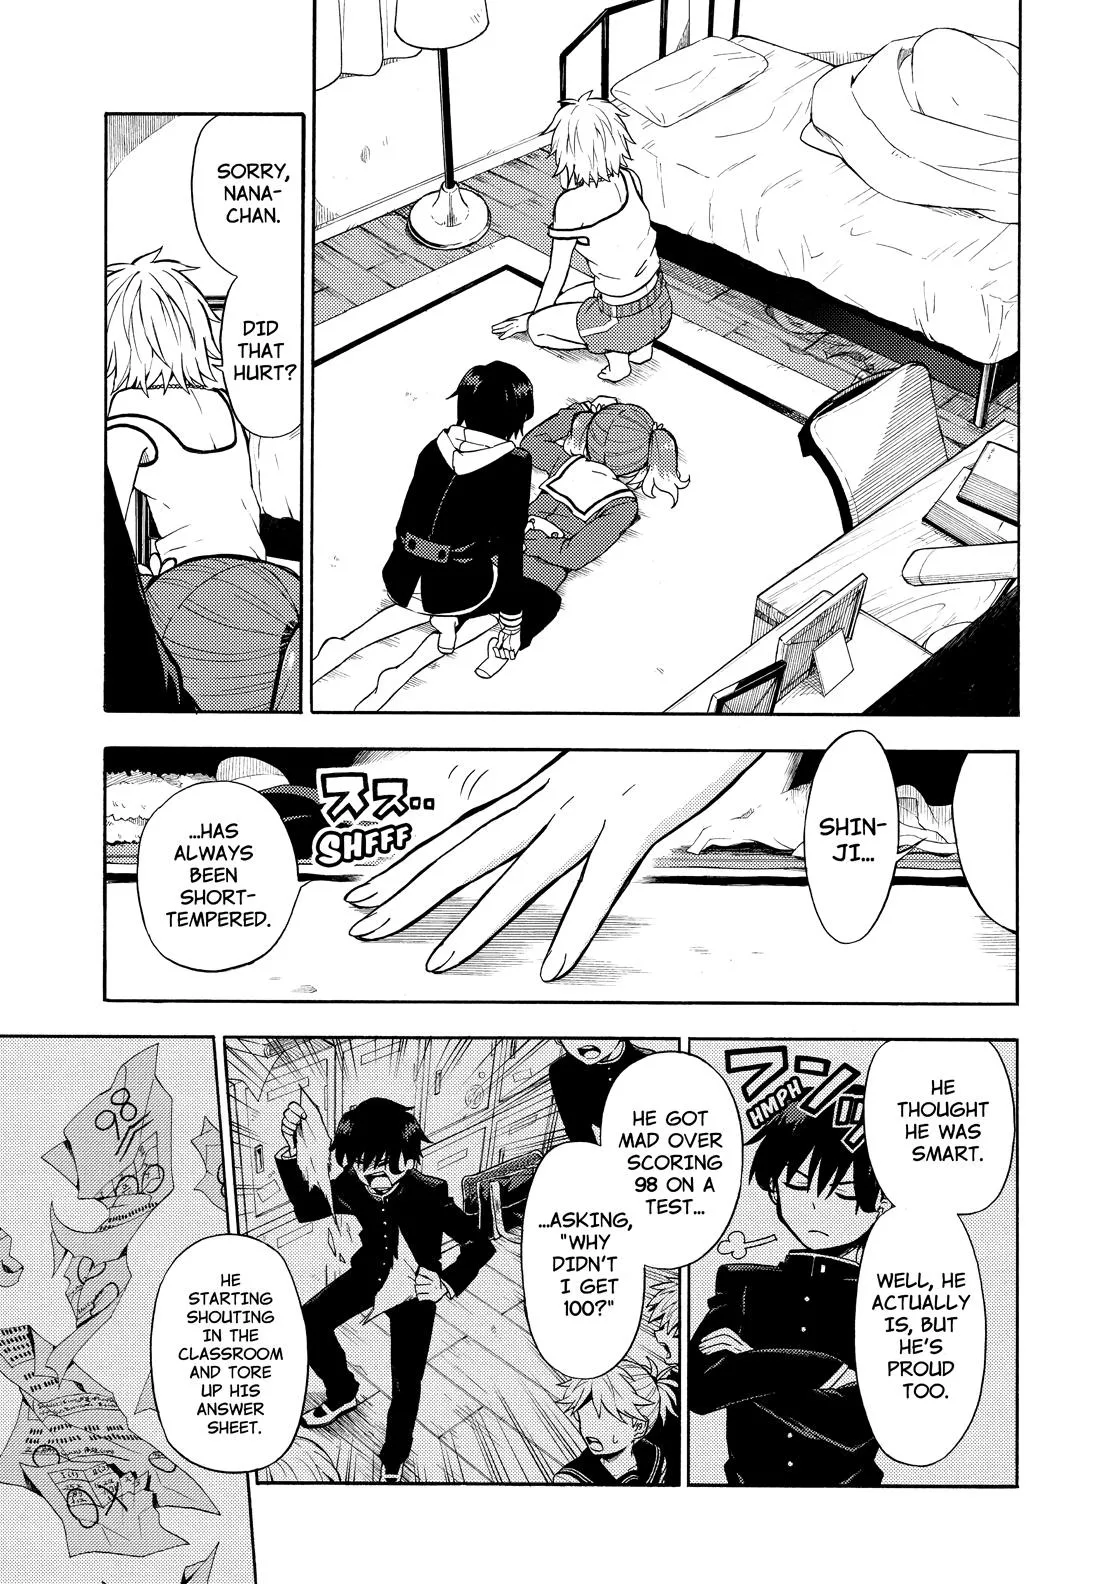 SORRY,
NANA-
CHAN.
DID
THAT
HURT?
SHIN-
JI...
スス..
SHFFF
...HAS
ALWAYS
BEEN
SHORT-
TEMPERED.
HE
THOUGHT
HE WAS
SMART.
フンッ
HMPH
WELL, HE
ACTUALLY
IS, BUT
HE'S
PROUD
TOO.
HE GOT
MAD OVER
SCORING
98 ON A
TEST...
...ASKING,
"WHY
DIDN'T
I GET
100?"
HE
STARTING
SHOUTING
IN THE
CLASSROOM
AND TORE
UP HIS
ANSWER
SHEET.
98